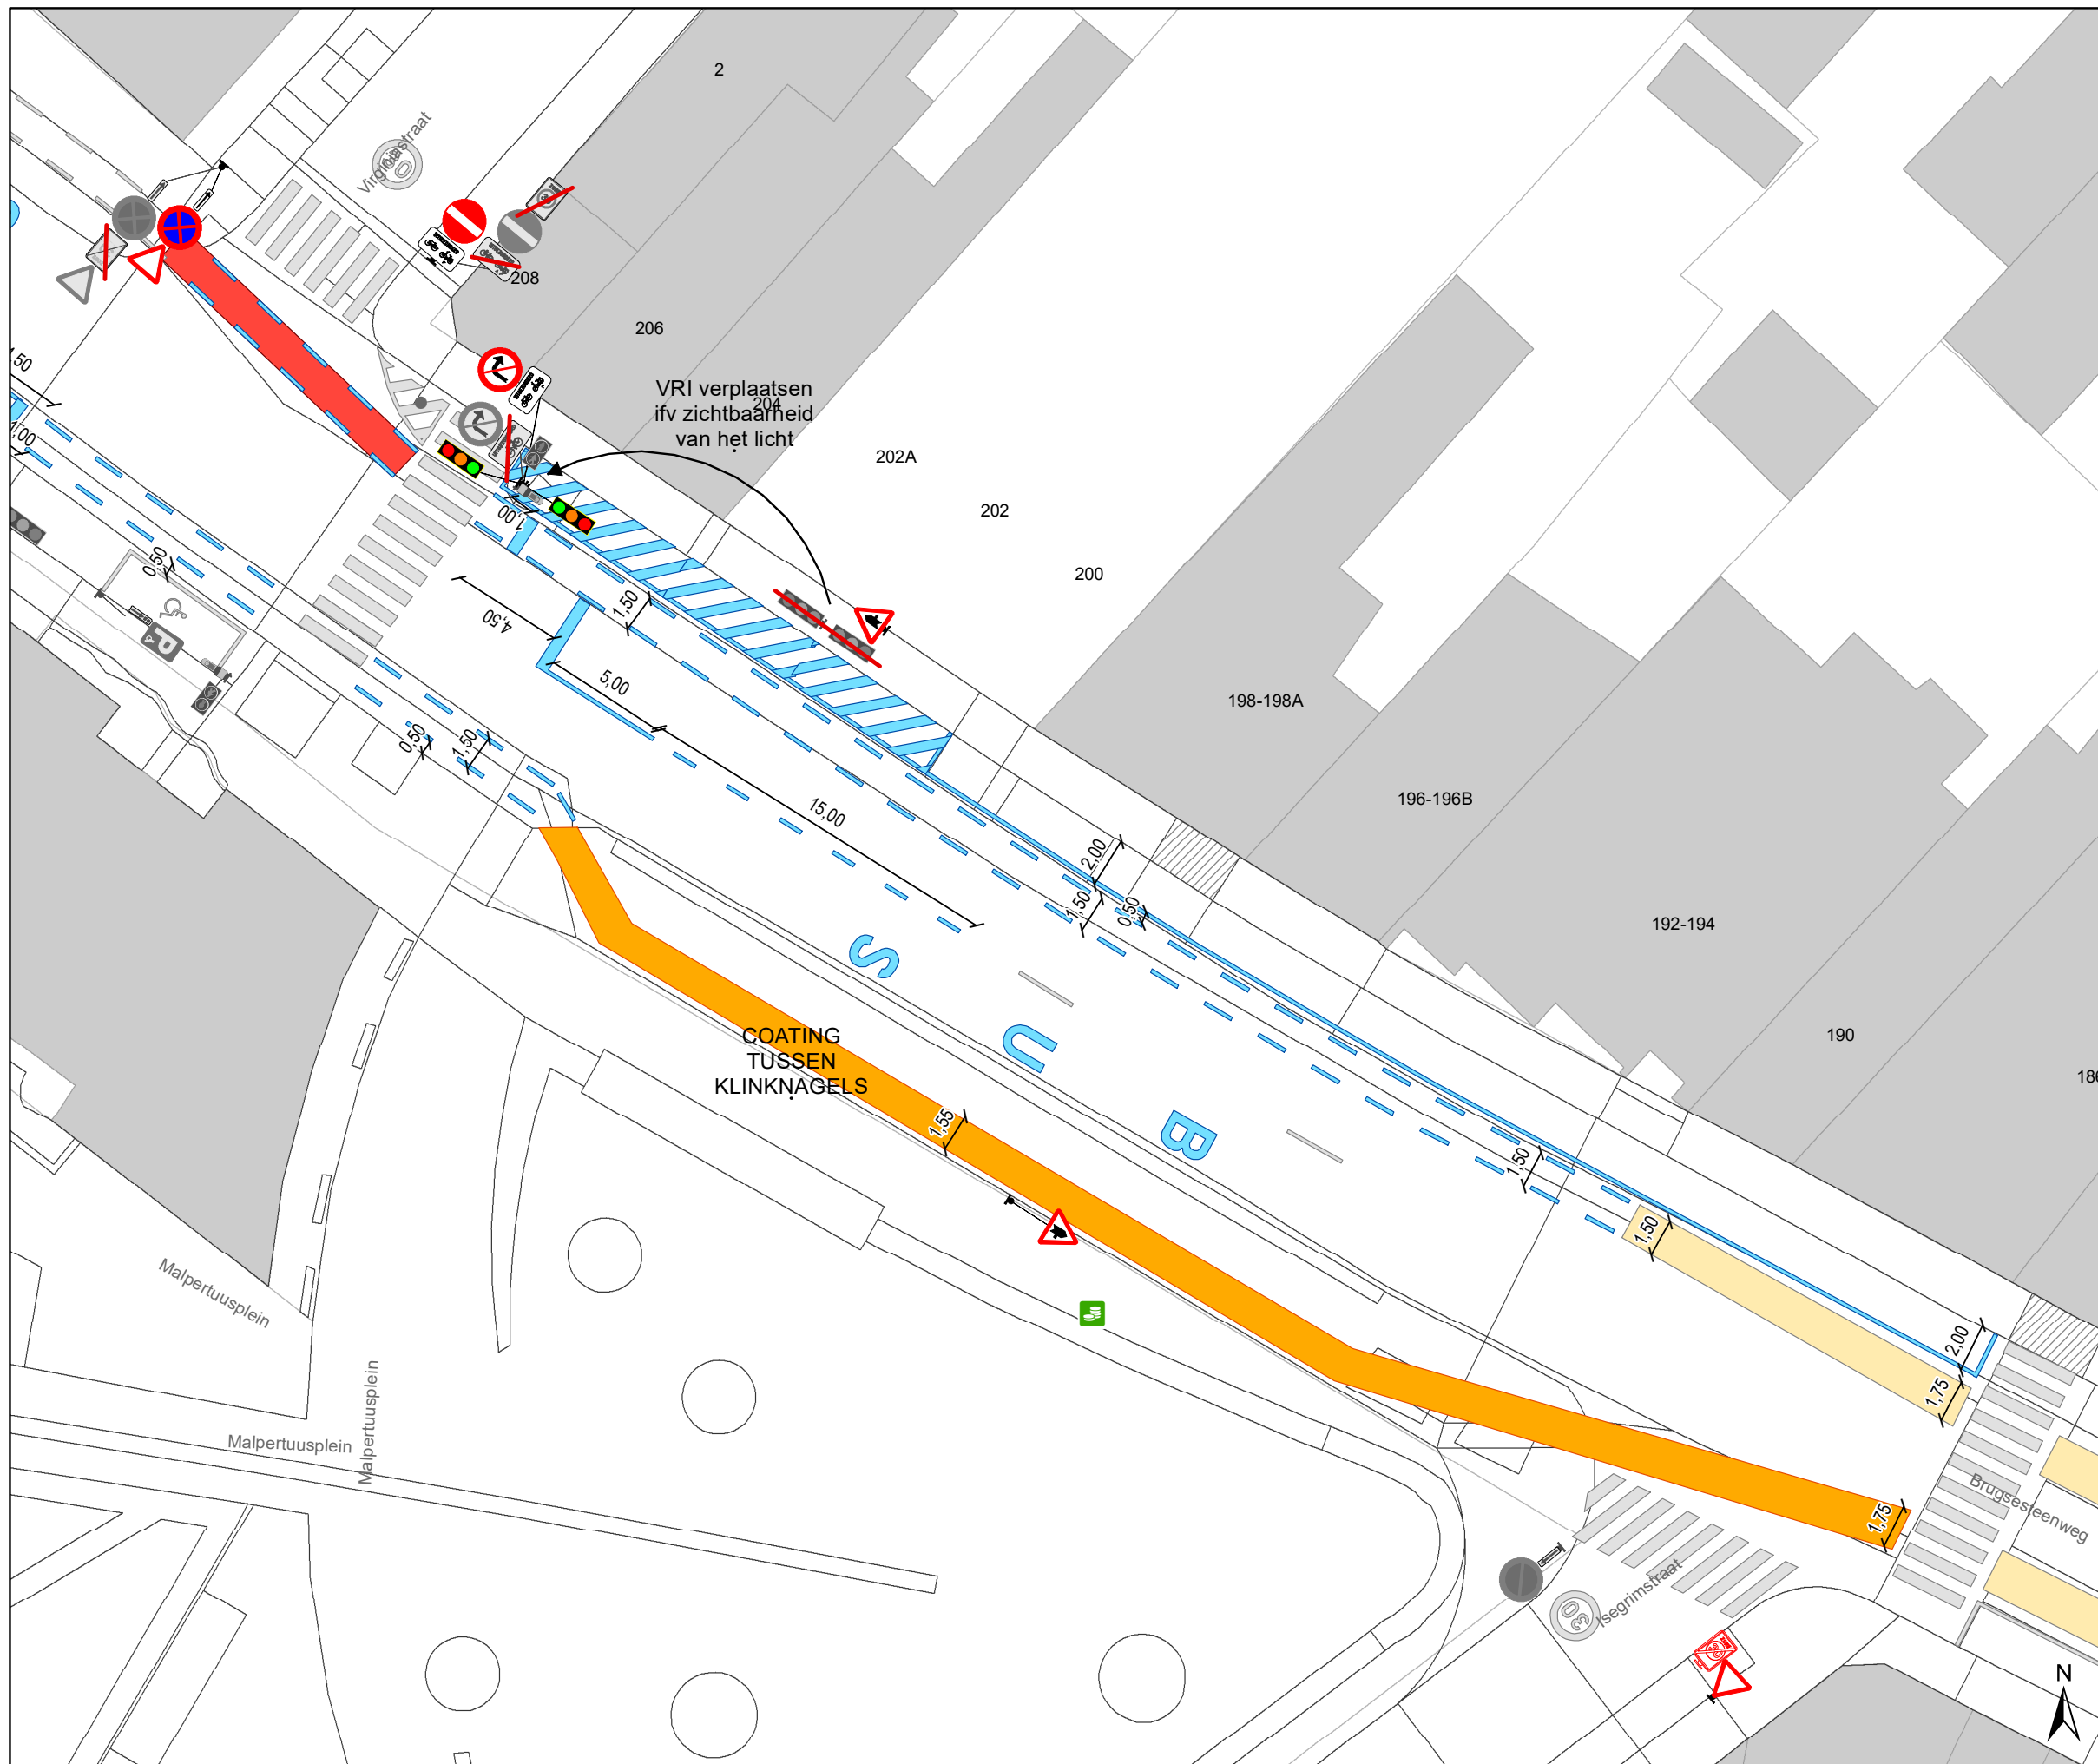 2
Virginiastraat
208
206
VRI verplaatsen
ifv zichtbaarheid
van het licht
204
202A
202
200
198-198A
196-196B
192-194
190
1,00
0,50
4,50
1,50
5,00
0,50
1,50
15,00
2,00
1,50
0,50
S
U
B
COATING
TUSSEN
KLINKNAGELS
1,55
1,50
1,50
2,00
1,75
1,75
P
Malpertuusplein
Malpertuusplein
Malpertuusplein
Brugsesteenweg
Isegrimstraat
30
N